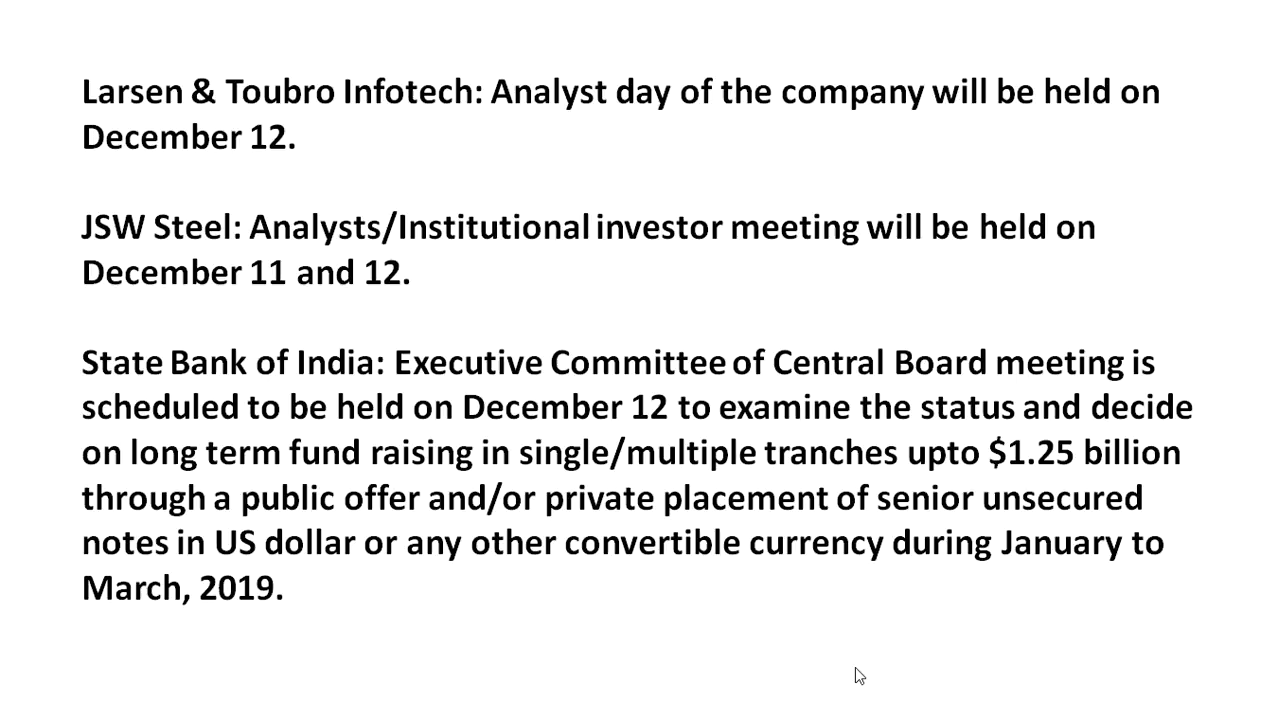 Larsen & Toubro Infotech: Analyst day of the company will be held on
December 12.
JSW Steel: Analysts/Institutional investor meeting will be held on
December 11 and 12.
State Bank of India: Executive Committee of Central Board meeting is
scheduled to be held on December 12 to examine the status and decide
on long term fund raising in single/multiple tranches upto $1.25 billion
through a public offer and/or private placement of senior unsecured
notes in US dollar or any other convertible currency during January to
March, 2019.